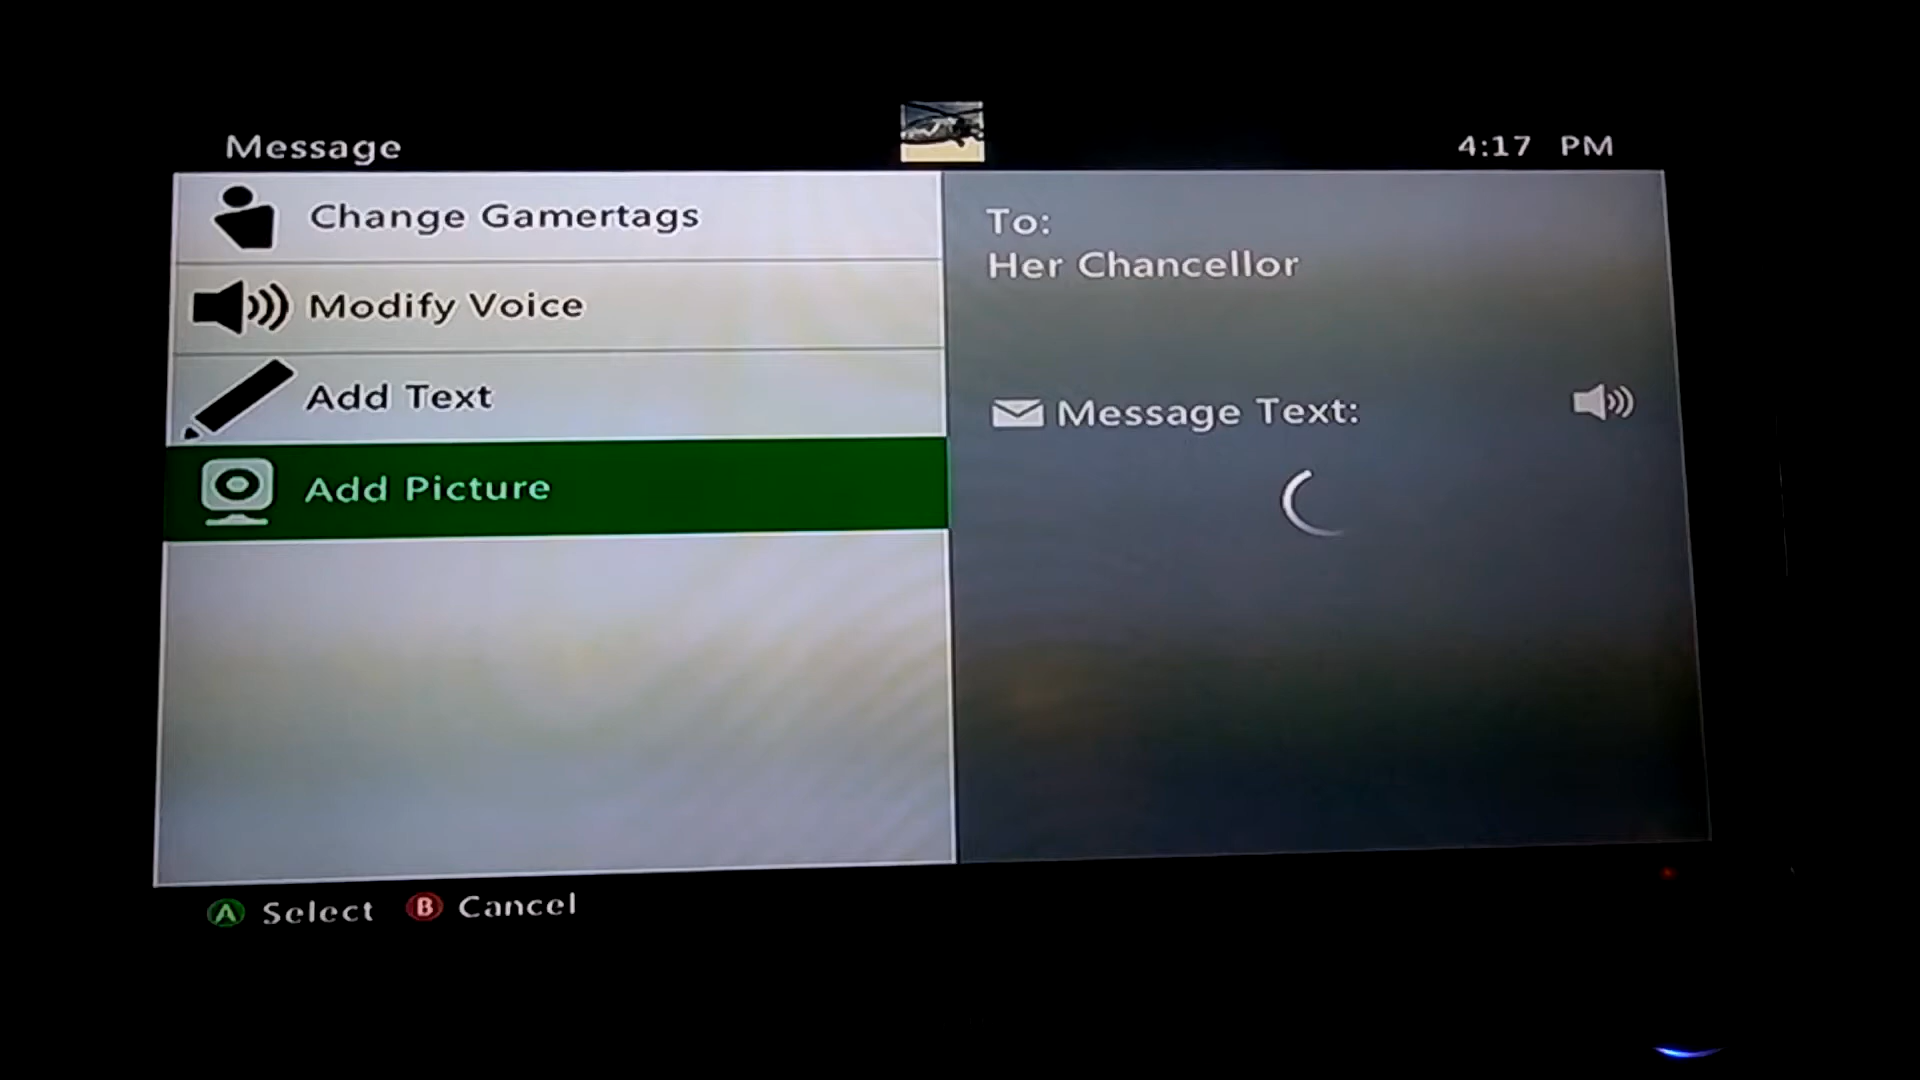 Message
4:17 PM
Change Gamertags
Modify Voice
Add Text
Add Picture
To:
Her Chancellor
Message Text:
A Select B Cancel